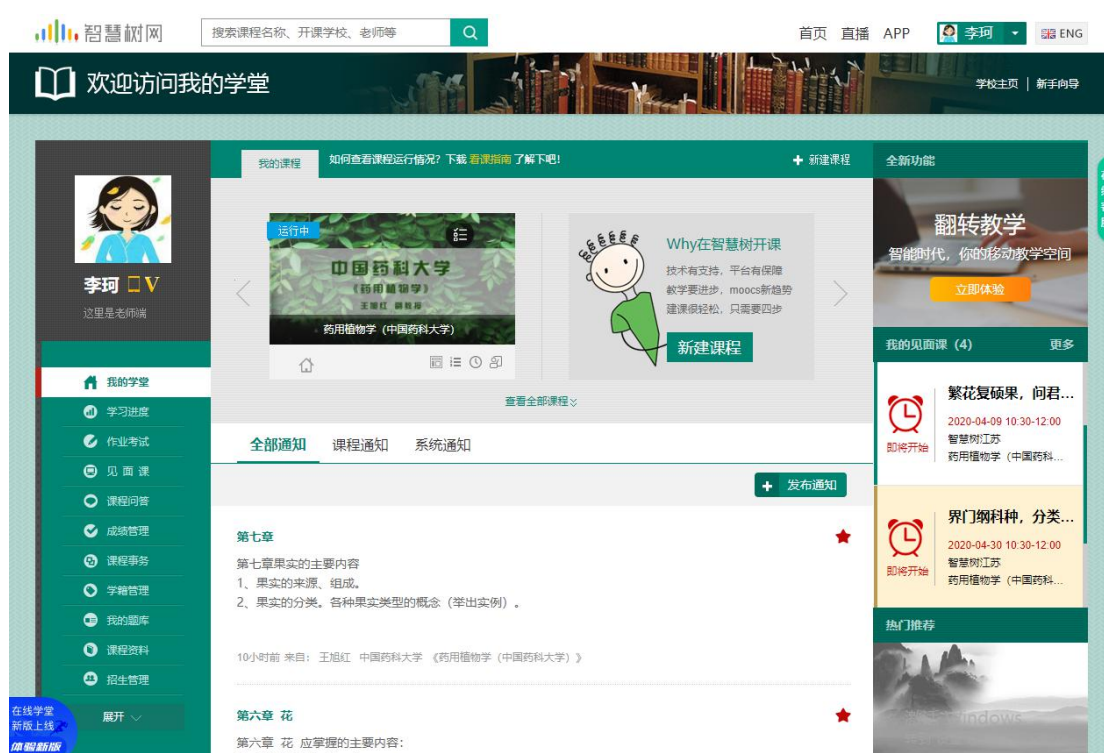 智慧树网
搜索课程名称、开课学校、老师等
首页 直播 APP 李珂 ENG
欢迎访问我的学堂
学校主页 | 新手向导
李珂 V
这里是老师端
我的学堂
学习进度
作业考试
见面课
课程问答
成绩管理
课程事务
学籍管理
我的题库
课程资料
招生管理
展开
在线学堂
新版上线
体验新版
我的课程 如何查看课程运行情况？下载 看课指南 了解下吧！ + 新建课程
运行中
中国药科大学
《药用植物学》
王旭红 副教授
药用植物学（中国药科大学）
Why在智慧树开课
技术有支持，平台有保障
教学要进步，moocs新趋势
建课很轻松，只需要四步
新建课程
查看全部课程
全部通知 课程通知 系统通知
+ 发布通知
第七章
第七章果实的主要内容
1、果实的来源、组成。
2、果实的分类。各种果实类型的概念（举出实例）。
10小时前 来自： 王旭红 中国药科大学 《药用植物学（中国药科大学）》
第六章 花
第六章 花 应掌握的主要内容：
全新功能
翻转教学
智能时代，你的移动教学空间
立即体验
我的见面课（4） 更多
繁花复硕果，问君...
2020-04-09 10:30-12:00
智慧树江苏
药用植物学（中国药科...
即将开始
界门纲科种，分类...
2020-04-30 10:30-12:00
智慧树江苏
药用植物学（中国药科...
即将开始
热门推荐